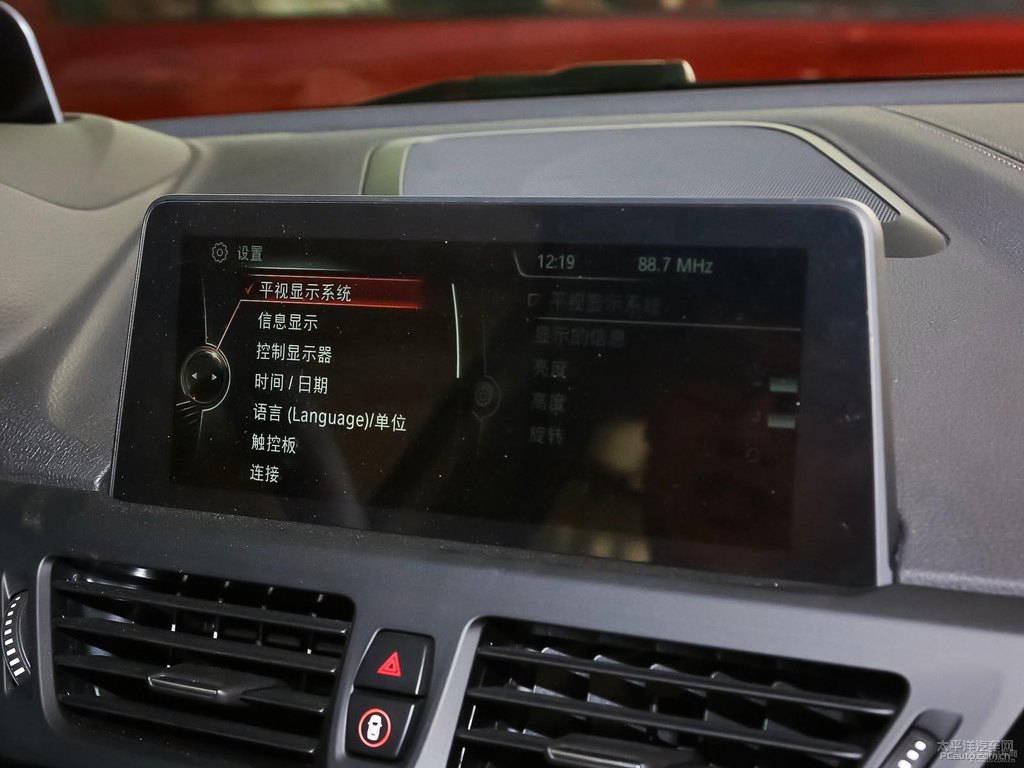 设置
12:19 88.7 MHz
平视显示系统
信息显示
控制显示器
时间 / 日期
语言 (Language)/单位
触控板
连接
平视显示系统
显示的信息
亮度
高度
旋转
太平洋汽车网
PCauto.com.cn